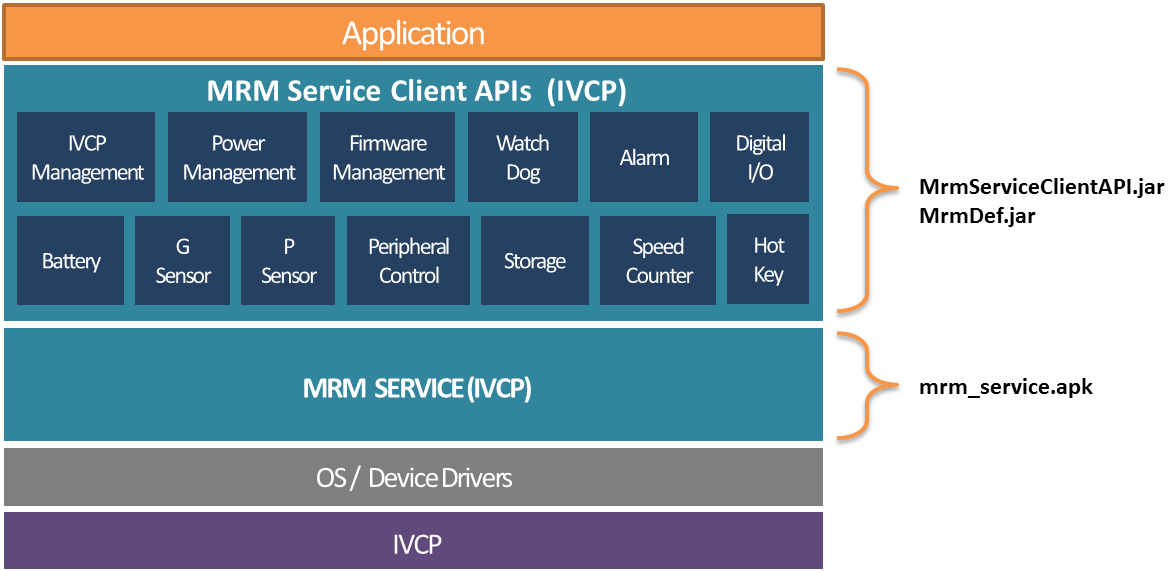 Application
MRM Service Client APIs (IVCP)
IVCP
Management
Power
Management
Firmware
Management
Watch
Dog
Alarm
Digital
I/O
Battery
G
Sensor
P
Sensor
Peripheral
Control
Storage
Speed
Counter
Hot
Key
MrmServiceClientAPI.jar
MrmDef.jar
MRM SERVICE (IVCP)
mrm_service.apk
OS / Device Drivers
IVCP